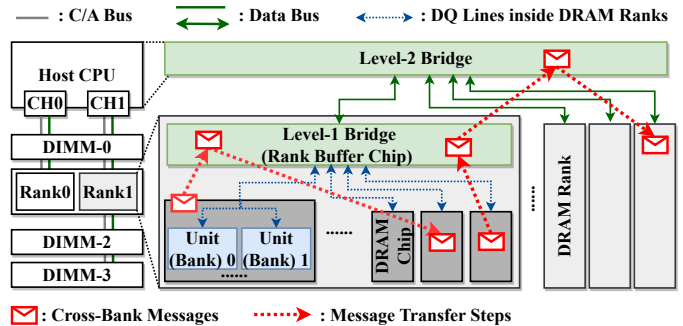 : C/A Bus
: Data Bus
: DQ Lines inside DRAM Ranks
Host CPU
CH0
CH1
DIMM-0
Rank0
Rank1
DIMM-2
DIMM-3
Level-2 Bridge
Level-1 Bridge
(Rank Buffer Chip)
Unit
(Bank) 0
Unit
(Bank) 1
......
......
DRAM
Chip
......
DRAM Rank
: Cross-Bank Messages
: Message Transfer Steps